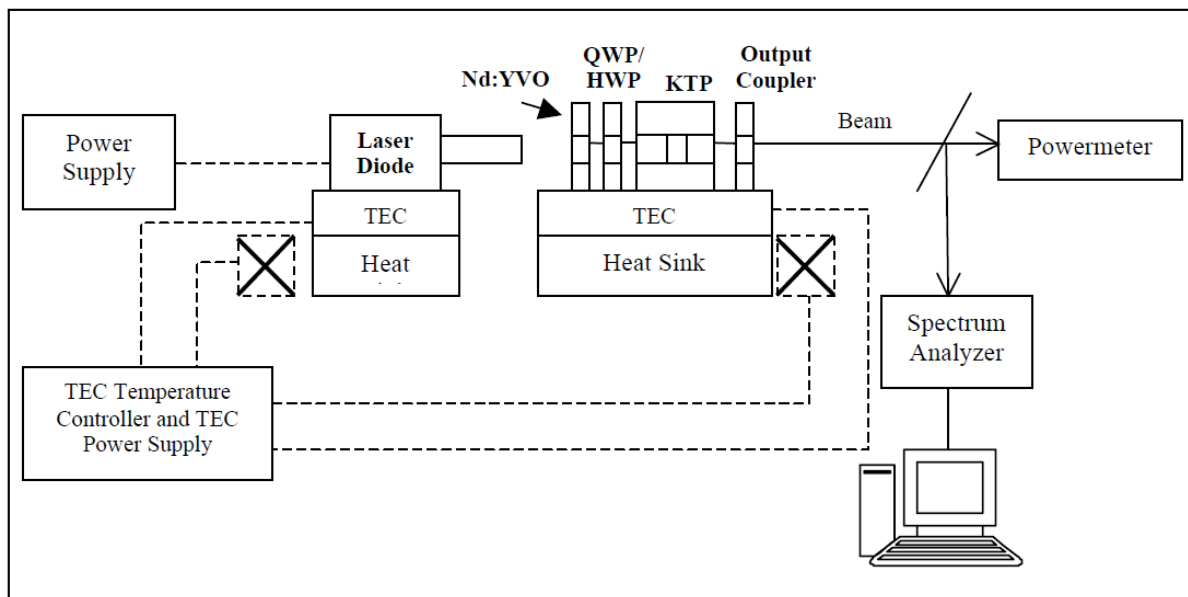 QWP/
HWP
Output
Coupler
Nd:YVO
KTP
Power
Supply
Laser
Diode
Beam
Powermeter
TEC
TEC
Heat
Heat Sink
Spectrum
Analyzer
TEC Temperature
Controller and TEC
Power Supply